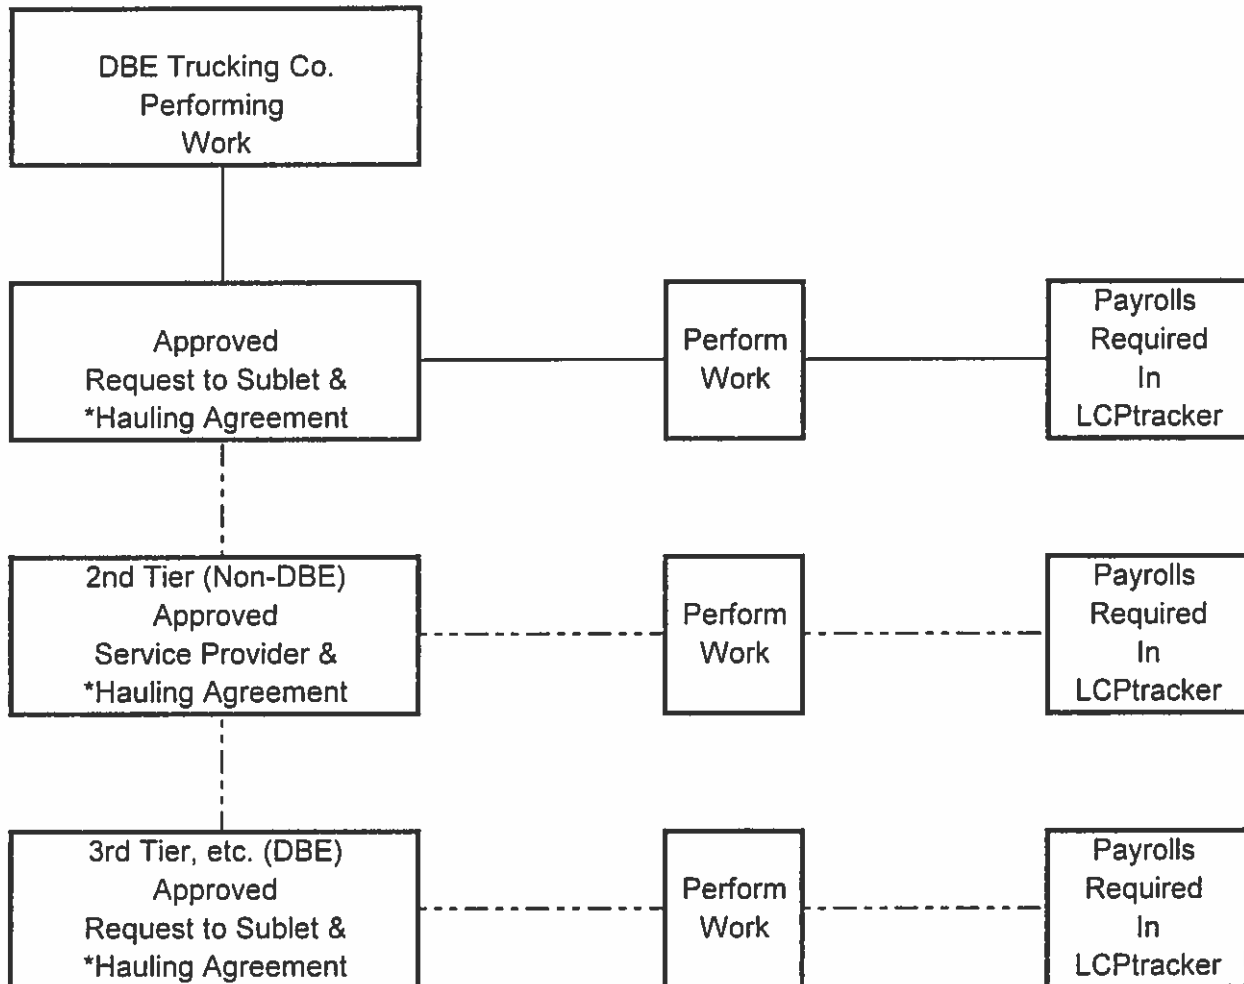 DBE Trucking Co.
Performing
Work
Approved
Request to Sublet &
*Hauling Agreement
Perform
Work
Payrolls
Required
In
LCPtracker
2nd Tier (Non-DBE)
Approved
Service Provider &
*Hauling Agreement
Perform
Work
Payrolls
Required
In
LCPtracker
3rd Tier, etc. (DBE)
Approved
Request to Sublet &
*Hauling Agreement
Perform
Work
Payrolls
Required
In
LCPtracker